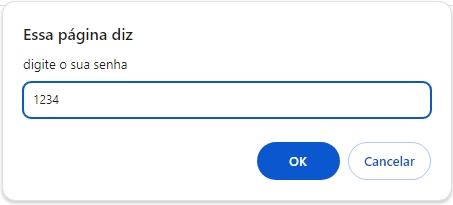 Essa página diz
digite o sua senha
1234
OK Cancelar